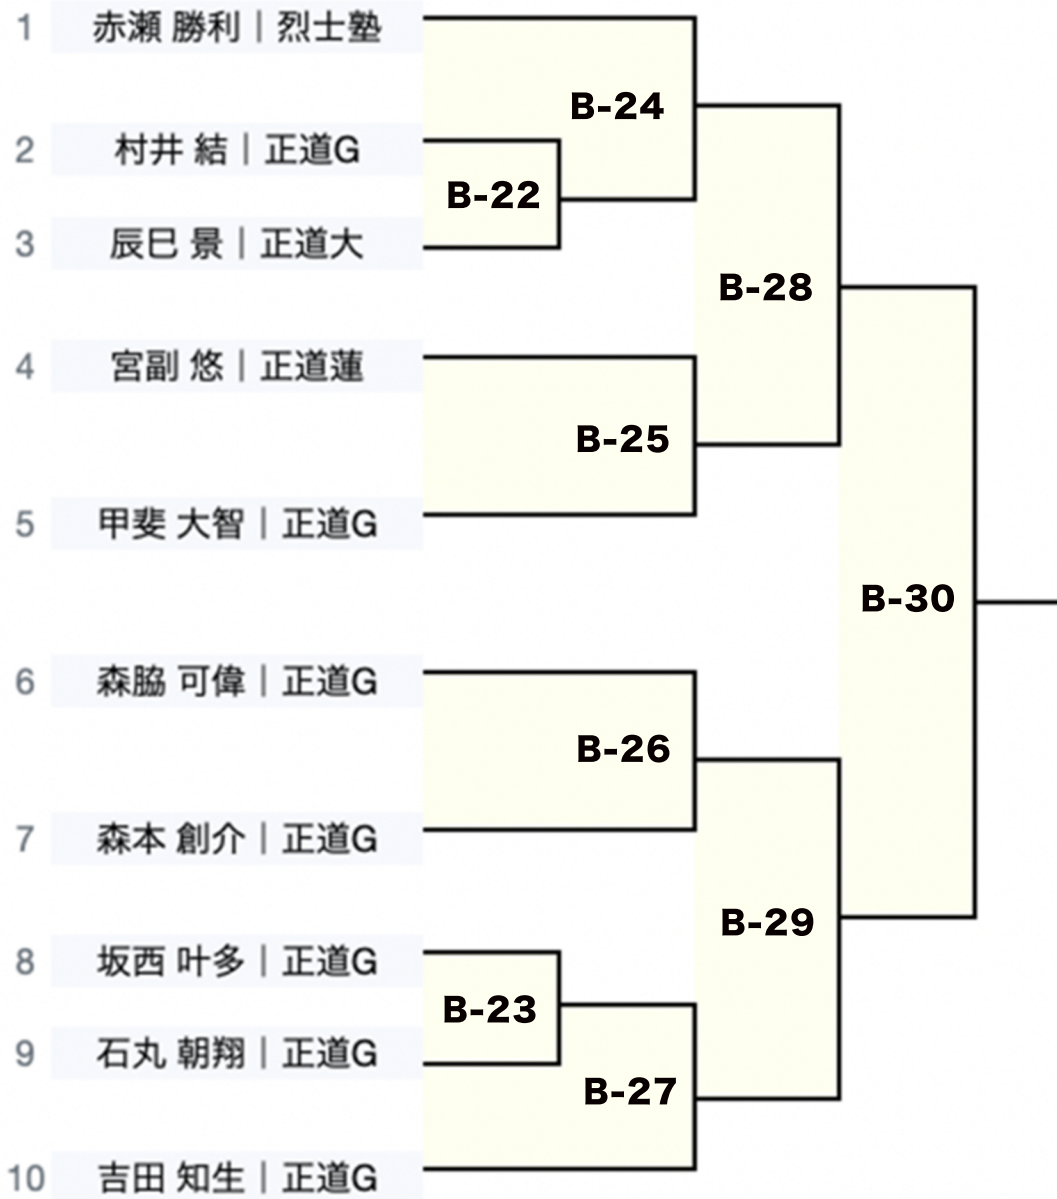 1 赤瀬 勝利｜烈士塾
B-24
2 村井 結｜正道G
B-22
3 辰巳 景｜正道大
B-28
4 宮副 悠｜正道蓮
B-25
5 甲斐 大智｜正道G
B-30
6 森脇 可偉｜正道G
B-26
7 森本 創介｜正道G
B-29
8 坂西 叶多｜正道G
B-23
9 石丸 朝翔｜正道G
B-27
10 吉田 知生｜正道G